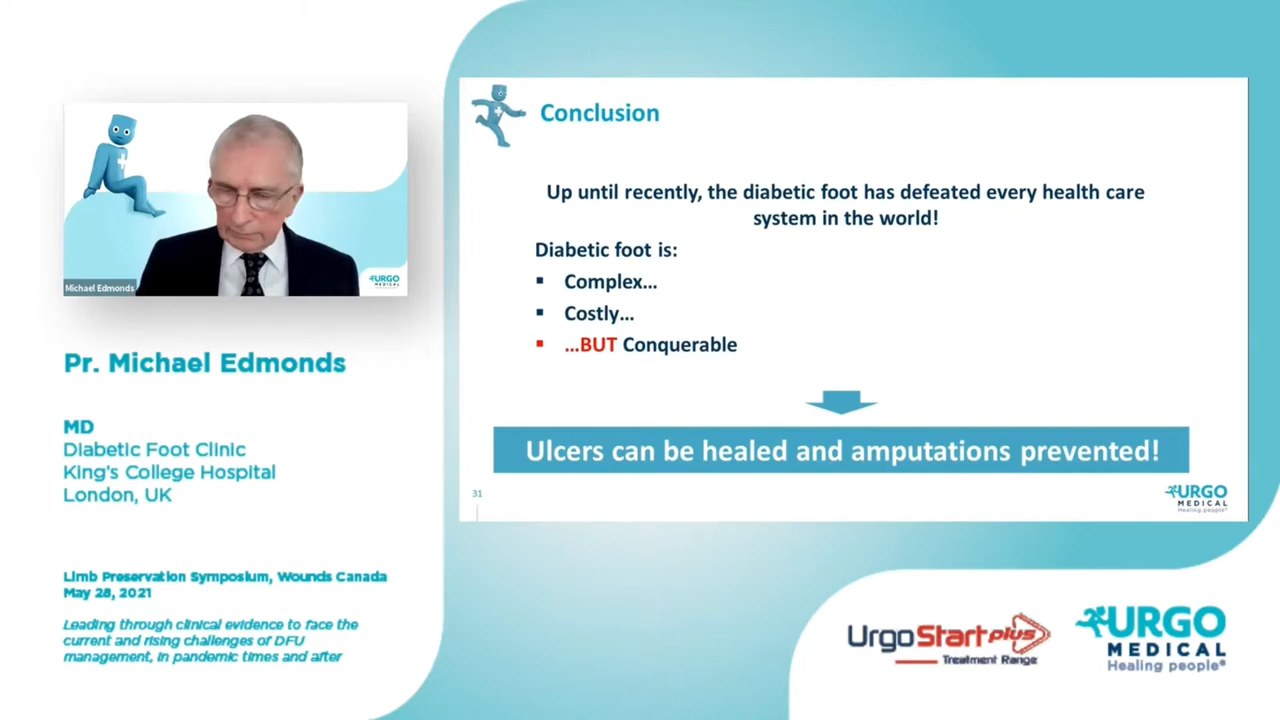 URGO
MEDICAL
Michael Edmonds
Pr. Michael Edmonds
MD
Diabetic Foot Clinic
King's College Hospital
London, UK
Limb Preservation Symposium, Wounds Canada
May 28, 2021
Leading through clinical evidence to face the
current and rising challenges of DFU
management, in pandemic times and after
Conclusion
Up until recently, the diabetic foot has defeated every health care
system in the world!
Diabetic foot is:
▪ Complex...
▪ Costly...
▪ ...BUT Conquerable
Ulcers can be healed and amputations prevented!
31
URGO
MEDICAL
Healing people®
UrgoStart plus
Treatment Range
URGO
MEDICAL
Healing people®